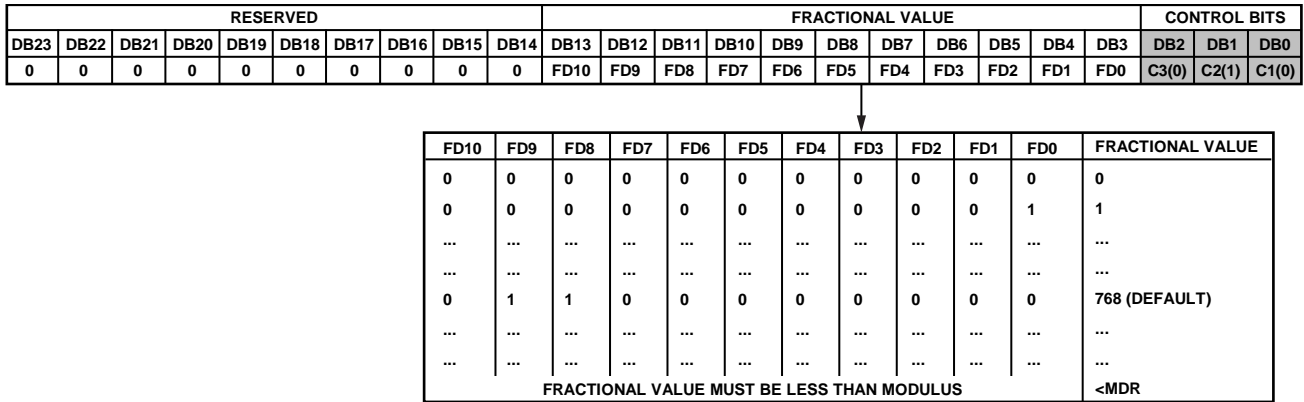 RESERVED FRACTIONAL VALUE CONTROL BITS
DB23 DB22 DB21 DB20 DB19 DB18 DB17 DB16 DB15 DB14 DB13 DB12 DB11 DB10 DB9 DB8 DB7 DB6 DB5 DB4 DB3 DB2 DB1 DB0
0 0 0 0 0 0 0 0 0 0 FD10 FD9 FD8 FD7 FD6 FD5 FD4 FD3 FD2 FD1 FD0 C3(0) C2(1) C1(0)
FD10 FD9 FD8 FD7 FD6 FD5 FD4 FD3 FD2 FD1 FD0 FRACTIONAL VALUE
0 0 0 0 0 0 0 0 0 0 0 0
0 0 0 0 0 0 0 0 0 0 1 1
... ... ... ... ... ... ... ... ... ... ... ...
... ... ... ... ... ... ... ... ... ... ... ...
0 1 1 0 0 0 0 0 0 0 0 768 (DEFAULT)
... ... ... ... ... ... ... ... ... ... ... ...
... ... ... ... ... ... ... ... ... ... ... ...
FRACTIONAL VALUE MUST BE LESS THAN MODULUS <MDR